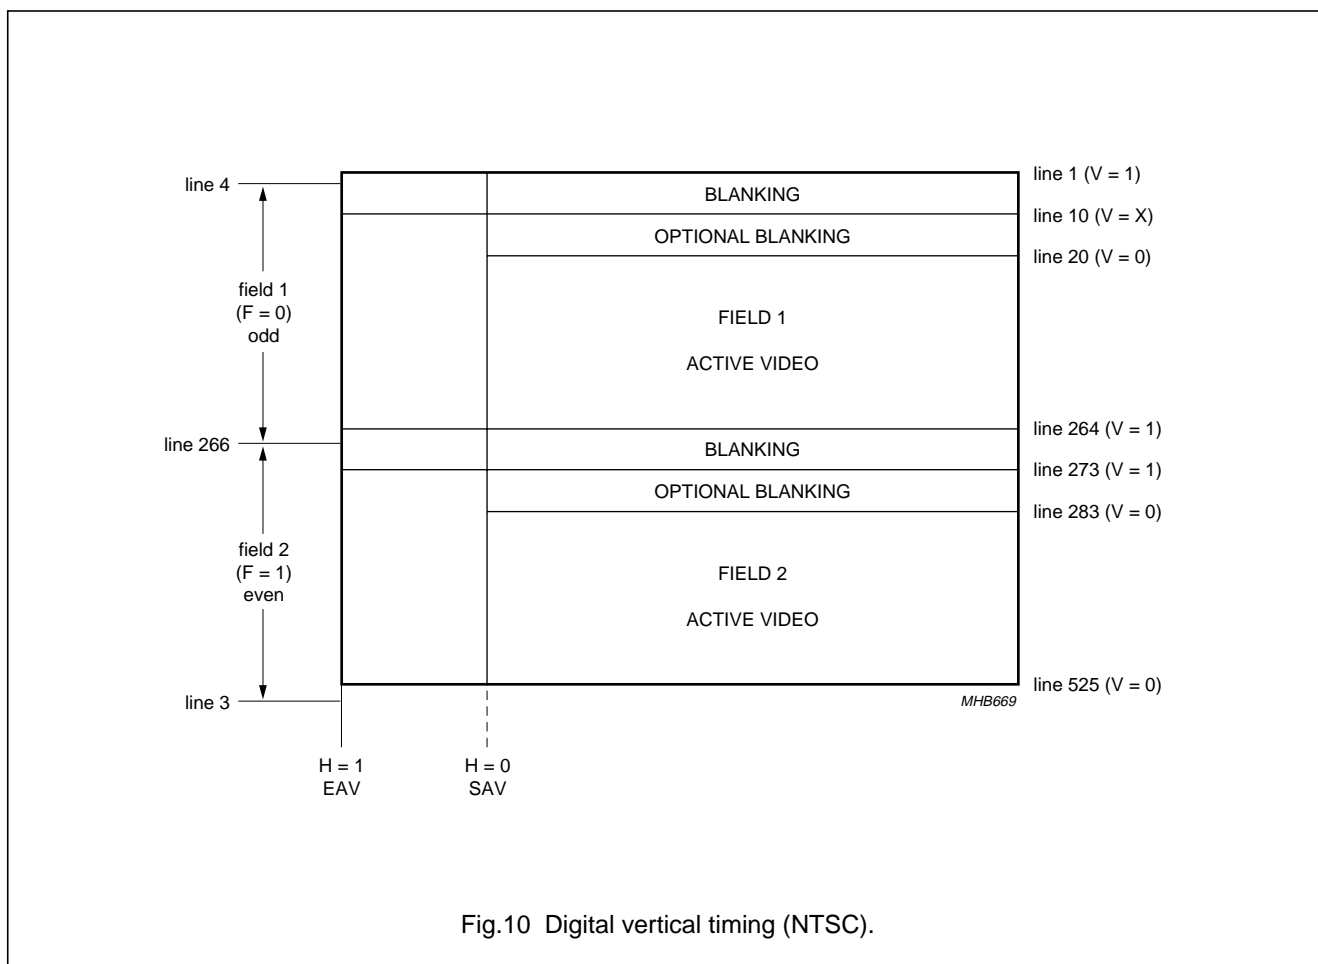 line 4
line 1 (V = 1)
BLANKING
line 10 (V = X)
OPTIONAL BLANKING
line 20 (V = 0)
field 1
(F = 0)
odd
FIELD 1
ACTIVE VIDEO
line 264 (V = 1)
line 266
BLANKING
line 273 (V = 1)
OPTIONAL BLANKING
line 283 (V = 0)
field 2
(F = 1)
even
FIELD 2
ACTIVE VIDEO
line 525 (V = 0)
line 3
MHB669
H = 1
EAV
H = 0
SAV
Fig.10 Digital vertical timing (NTSC).